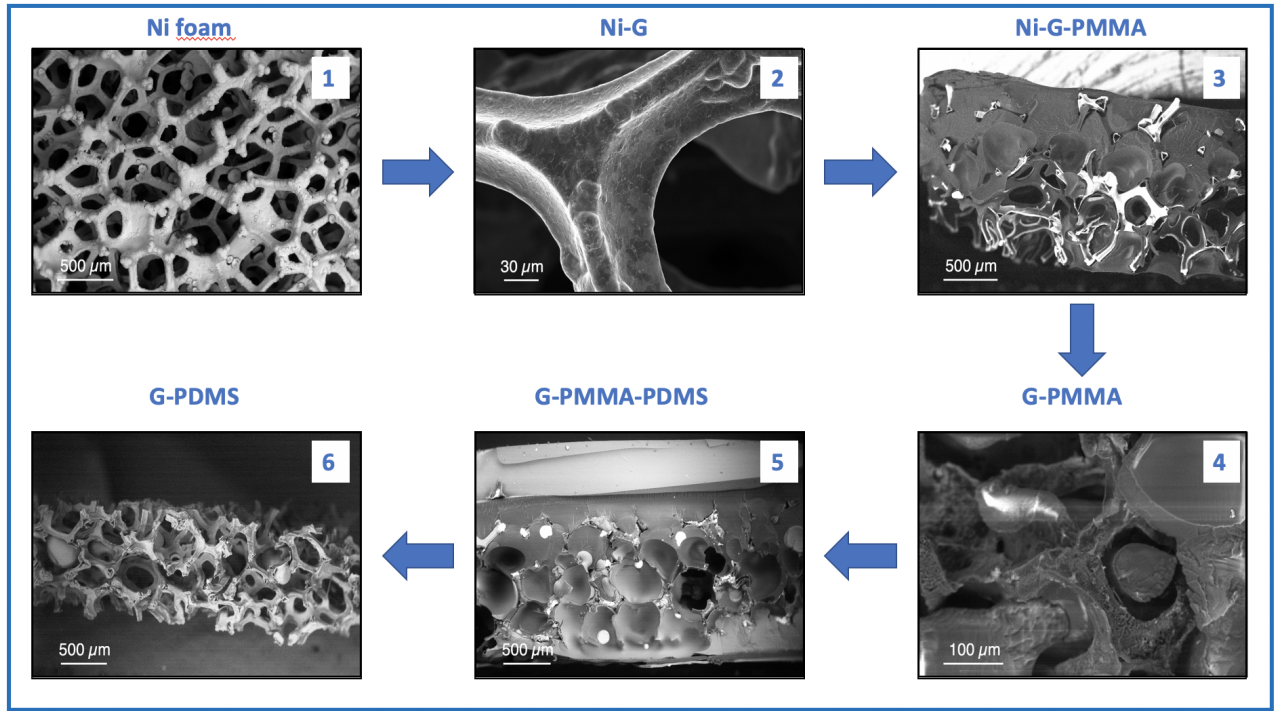 Ni foam
1
500 µm
Ni-G
2
30 µm
Ni-G-PMMA
3
500 µm
G-PMMA
4
100 µm
G-PMMA-PDMS
5
500 µm
G-PDMS
6
500 µm